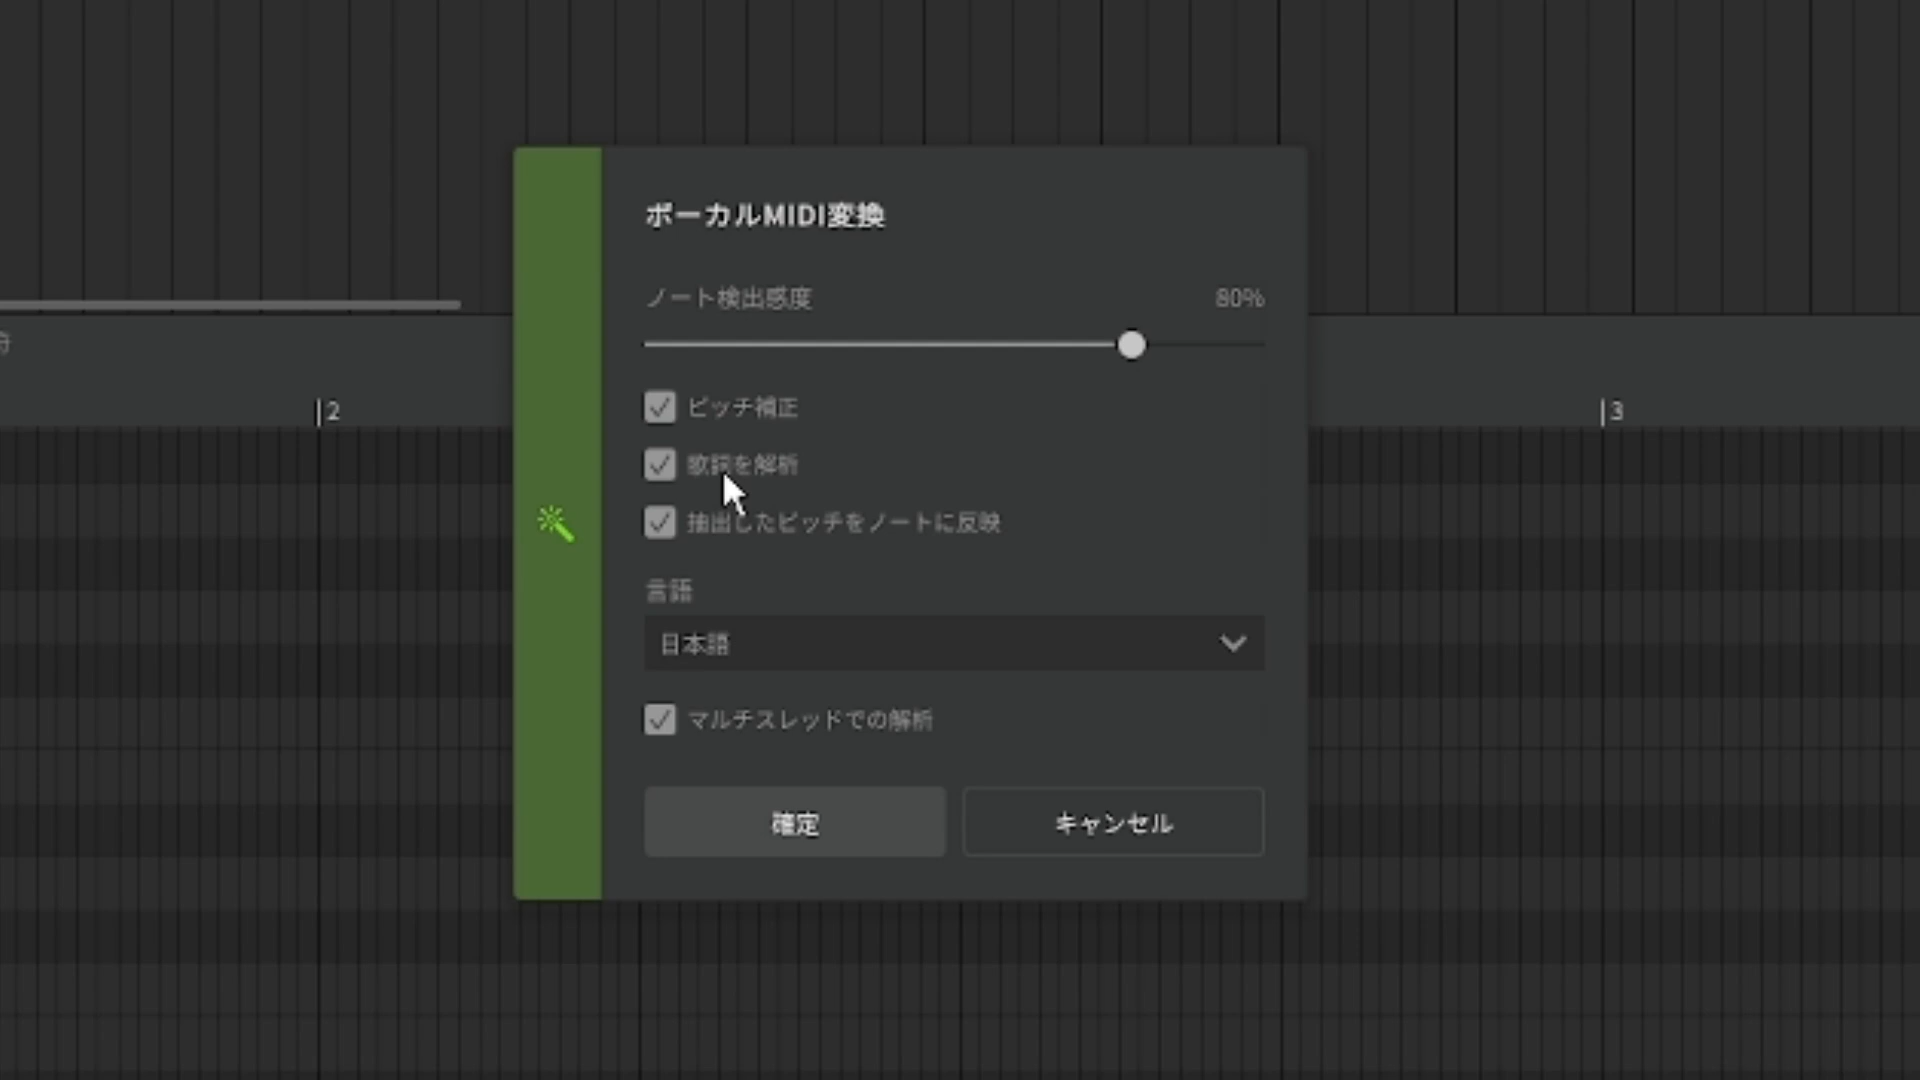 ボーカルMIDI変換
ノート検出感度 80%
2
3
ピッチ補正
歌詞を解析
抽出したピッチをノートに反映
言語
日本語
マルチスレッドでの解析
確定 キャンセル